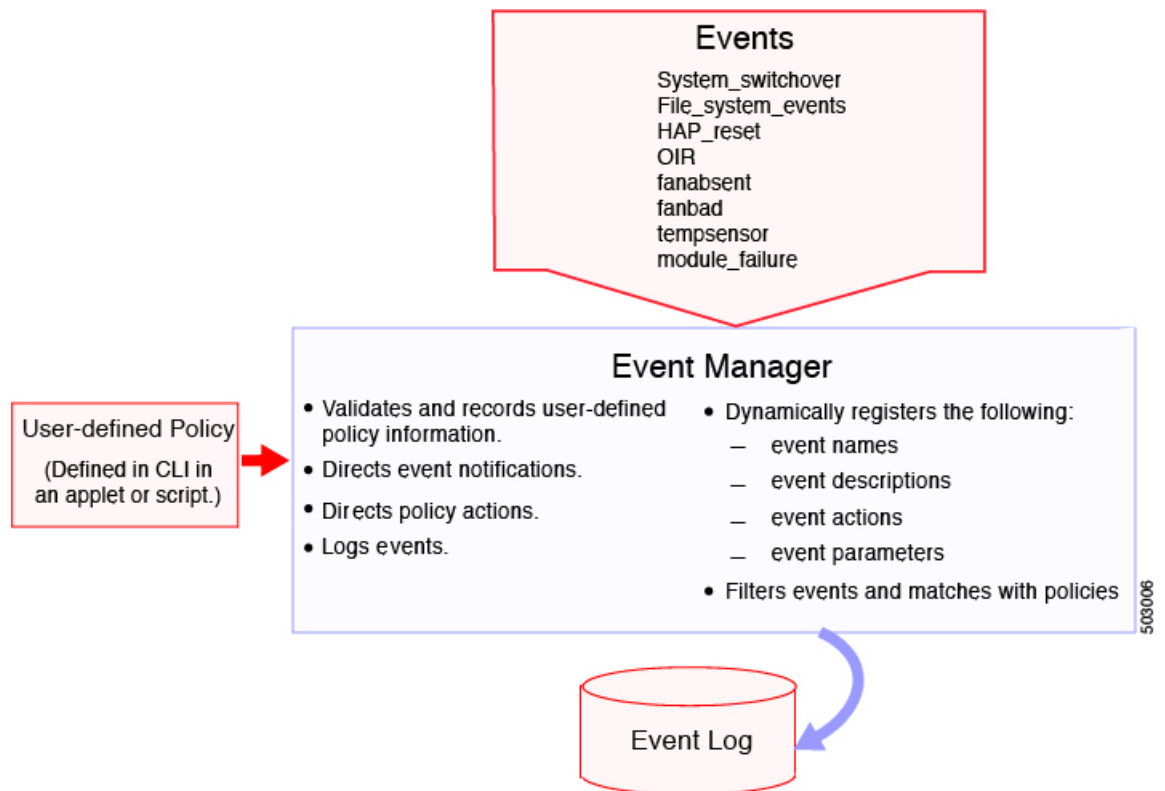 Events
System_switchover
File_system_events
HAP_reset
OIR
fanabsent
fanbad
tempsensor
module_failure
User-defined Policy
(Defined in CLI in
an applet or script.)
Event Manager
• Validates and records user-defined
policy information.
• Directs event notifications.
• Directs policy actions.
• Logs events.
• Dynamically registers the following:
– event names
– event descriptions
– event actions
– event parameters
• Filters events and matches with policies
503006
Event Log